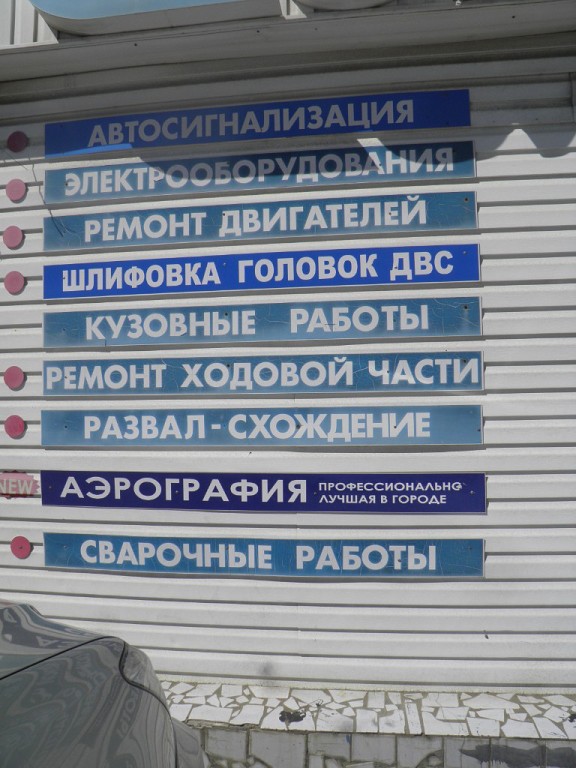 АВТОСИГНАЛИЗАЦИЯ
ЭЛЕКТРООБОРУДОВАНИЯ
РЕМОНТ ДВИГАТЕЛЕЙ
ШЛИФОВКА ГОЛОВОК ДВС
КУЗОВНЫЕ РАБОТЫ
РЕМОНТ ХОДОВОЙ ЧАСТИ
РАЗВАЛ-СХОЖДЕНИЕ
NEW
АЭРОГРАФИЯ
ПРОФЕССИОНАЛЬНО
ЛУЧШАЯ В ГОРОДЕ
СВАРОЧНЫЕ РАБОТЫ